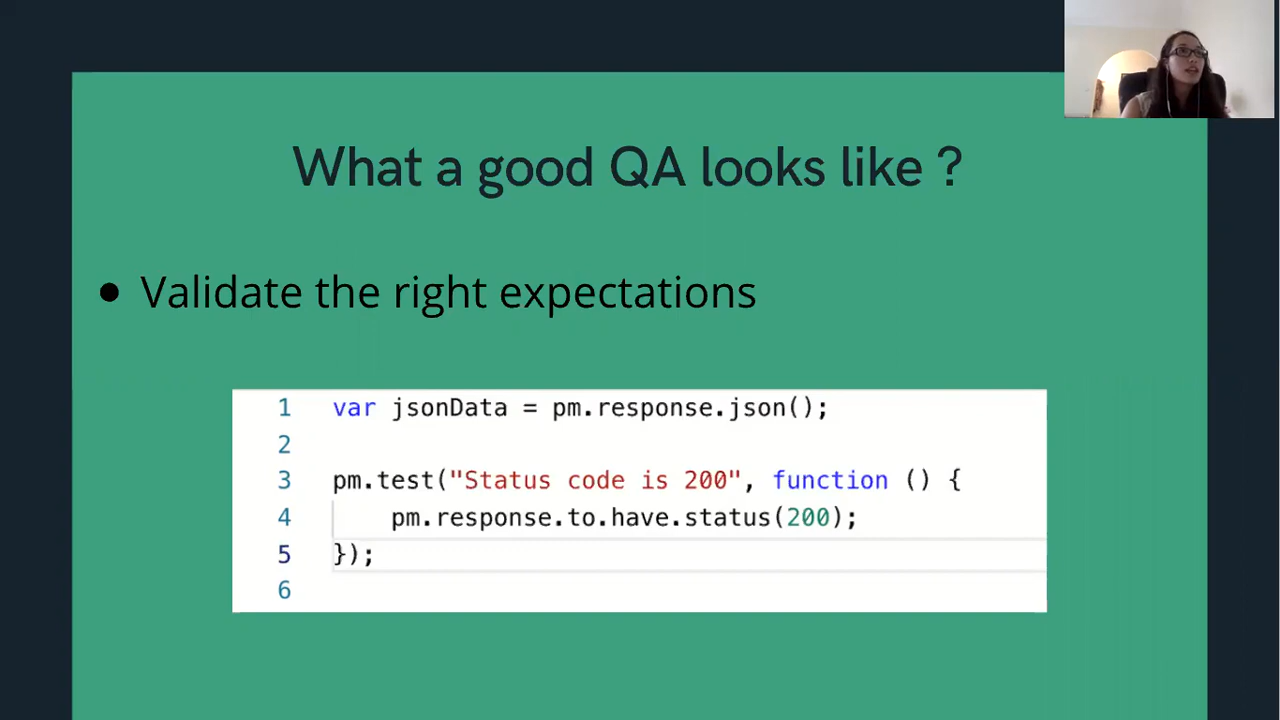 What a good QA looks like ?
● Validate the right expectations
1 var jsonData = pm.response.json();
2
3 pm.test("Status code is 200", function () {
4     pm.response.to.have.status(200);
5 });
6